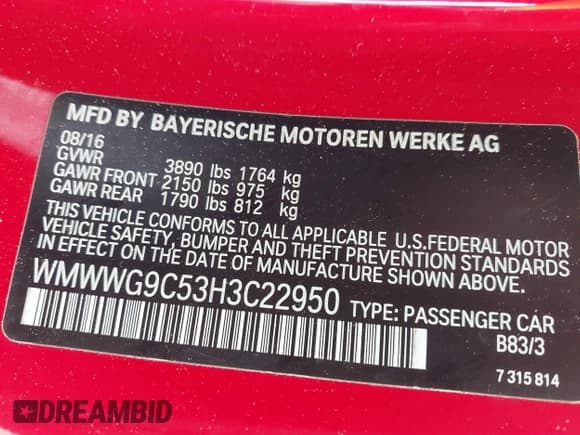 MFD BY BAYERISCHE MOTOREN WERKE AG
08/16
GVWR 3890 lbs 1764 kg
GAWR FRONT 2150 lbs 975 kg
GAWR REAR 1790 lbs 812 kg
THIS VEHICLE CONFORMS TO ALL APPLICABLE U.S.FEDERAL MOTOR
VEHICLE SAFETY, BUMPER AND THEFT PREVENTION STANDARDS
IN EFFECT ON THE DATE OF MANUFACTURE SHOWN ABOVE.
WMWWG9C53H3C22950 TYPE: PASSENGER CAR
B83/3
7 315 814
DREAMBID